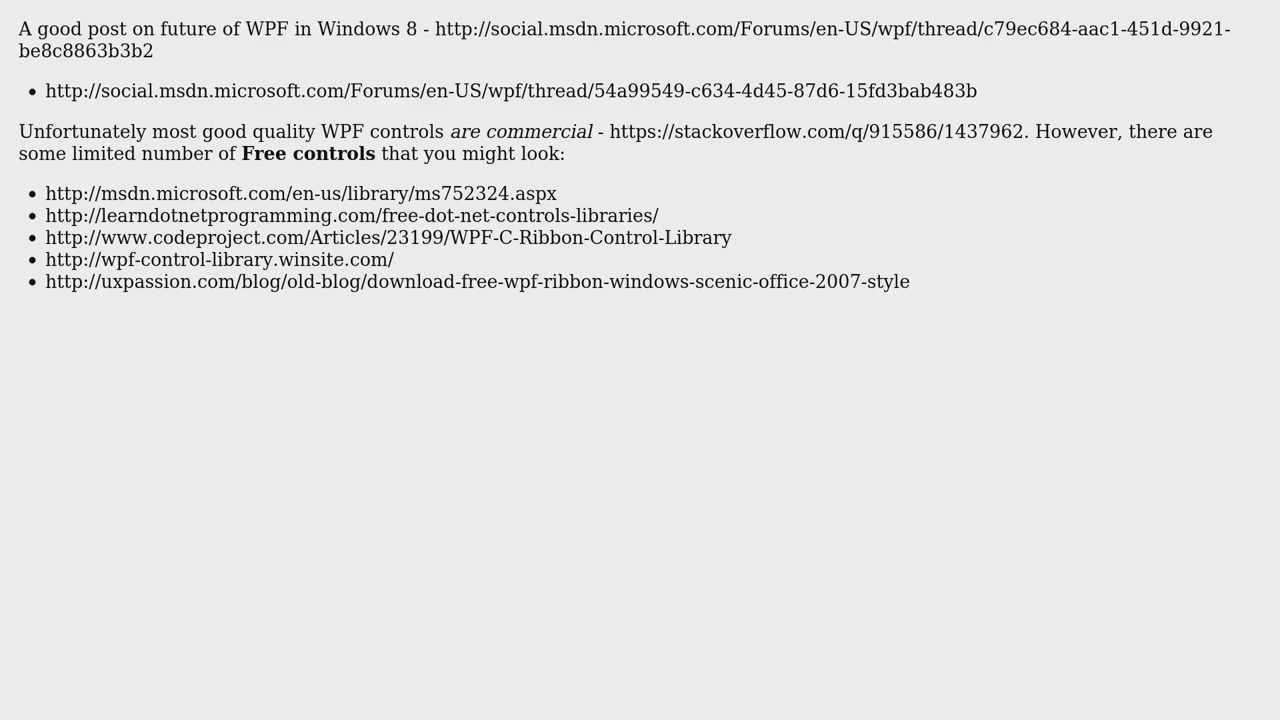 A good post on future of WPF in Windows 8 - http://social.msdn.microsoft.com/Forums/en-US/wpf/thread/c79ec684-aac1-451d-9921-
be8c8863b3b2
• http://social.msdn.microsoft.com/Forums/en-US/wpf/thread/54a99549-c634-4d45-87d6-15fd3bab483b
Unfortunately most good quality WPF controls are commercial - https://stackoverflow.com/q/915586/1437962. However, there are
some limited number of Free controls that you might look:
• http://msdn.microsoft.com/en-us/library/ms752324.aspx
• http://learndotnetprogramming.com/free-dot-net-controls-libraries/
• http://www.codeproject.com/Articles/23199/WPF-C-Ribbon-Control-Library
• http://wpf-control-library.winsite.com/
• http://uxpassion.com/blog/old-blog/download-free-wpf-ribbon-windows-scenic-office-2007-style